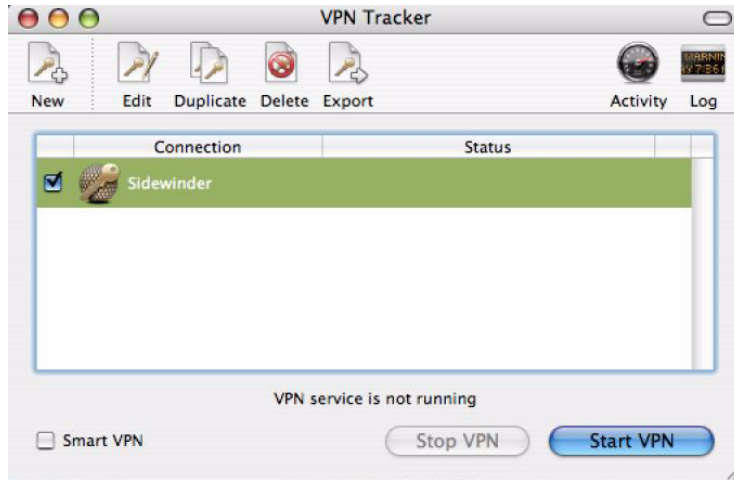 VPN Tracker
New Edit Duplicate Delete Export Activity Log
Connection Status
Sidewinder
VPN service is not running
Smart VPN Stop VPN Start VPN